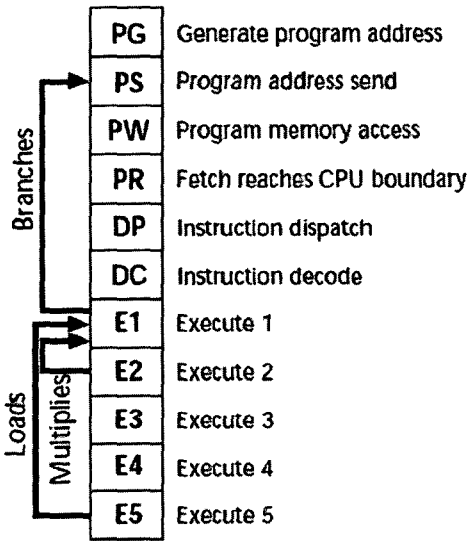 PG Generate program address
PS Program address send
PW Program memory access
PR Fetch reaches CPU boundary
DP Instruction dispatch
DC Instruction decode
E1 Execute 1
E2 Execute 2
E3 Execute 3
E4 Execute 4
E5 Execute 5
Branches
Loads
Multiplies